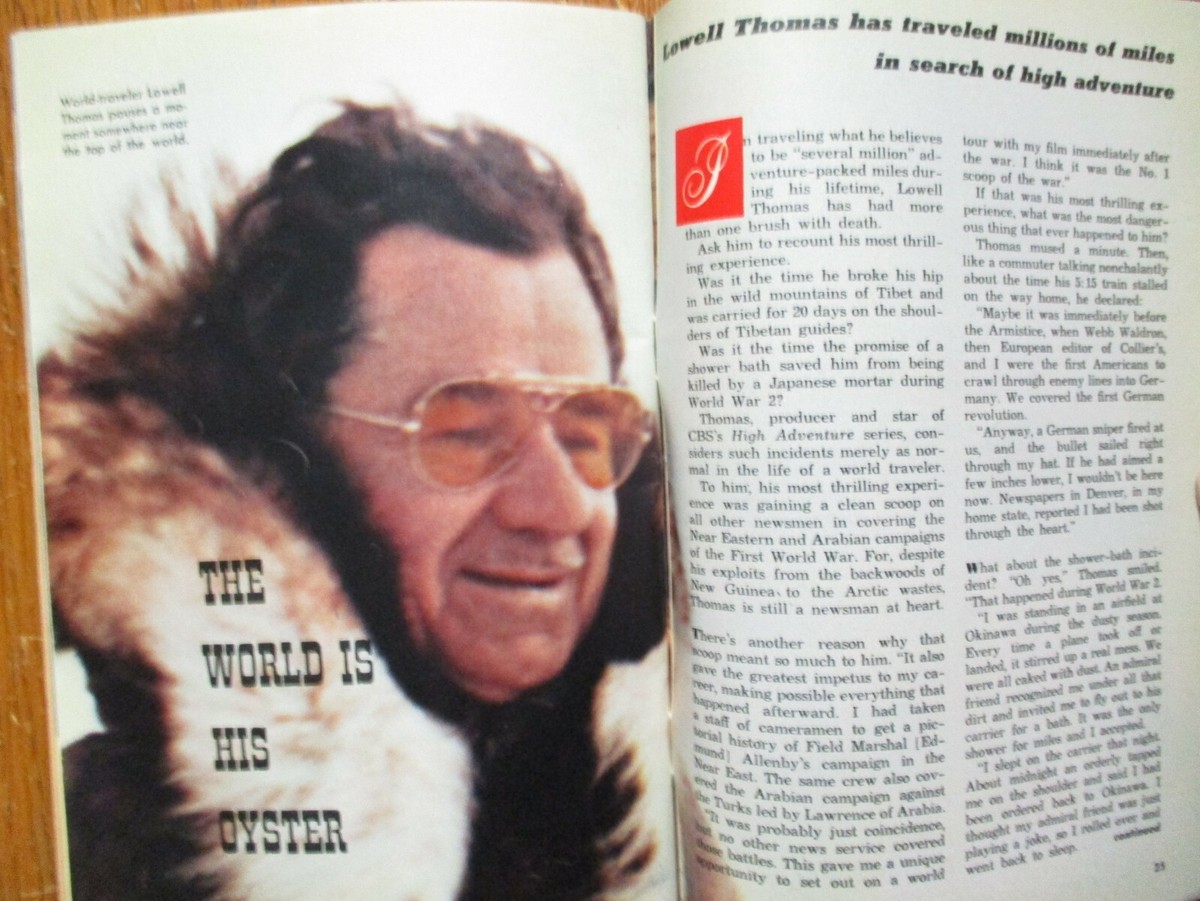 World-traveler Lowell
Thomas pauses a mo-
ment somewhere near
the top of the world.
THE
WORLD IS
HIS
OYSTER
Lowell Thomas has traveled millions of miles
in search of high adventure
In traveling what he believes
to be "several million" ad-
venture-packed miles dur-
ing his lifetime, Lowell
Thomas has had more
than one brush with death.
Ask him to recount his most thrill-
ing experience.
Was it the time he broke his hip
in the wild mountains of Tibet and
was carried for 20 days on the shoul-
ders of Tibetan guides?
Was it the time the promise of a
shower bath saved him from being
killed by a Japanese mortar during
World War 2?
Thomas, producer and star of
CBS's High Adventure series, con-
siders such incidents merely as nor-
mal in the life of a world traveler.
To him, his most thrilling experi-
ence was gaining a clean scoop on
all other newsmen in covering the
Near Eastern and Arabian campaigns
of the First World War. For, despite
his exploits from the backwoods of
New Guinea to the Arctic wastes,
Thomas is still a newsman at heart.
There's another reason why that
scoop meant so much to him. "It also
gave the greatest impetus to my ca-
reer, making possible everything that
happened afterward. I had taken
a staff of cameramen to get a pic-
torial history of Field Marshal [Ed-
mund] Allenby's campaign in the
Near East. The same crew also cov-
ered the Arabian campaign against
the Turks led by Lawrence of Arabia.
"It was probably just coincidence,
but no other news service covered
those battles. This gave me a unique
opportunity to set out on a world
tour with my film immediately after
the war. I think it was the No. 1
scoop of the war."
If that was his most thrilling ex-
perience, what was the most danger-
ous thing that ever happened to him?
Thomas mused a minute. Then,
like a commuter talking nonchalantly
about the time his 5:15 train stalled
on the way home, he declared:
"Maybe it was immediately before
the Armistice, when Webb Waldron,
then European editor of Collier's,
and I were the first Americans to
crawl through enemy lines into Ger-
many. We covered the first German
revolution.
"Anyway, a German sniper fired at
us, and the bullet sailed right
through my hat. If he had aimed a
few inches lower, I wouldn't be here
now. Newspapers in Denver, in my
home state, reported I had been shot
through the heart."
What about the shower-bath inci-
dent? "Oh yes," Thomas smiled.
"That happened during World War 2.
"I was standing in an airfield at
Okinawa during the dusty season.
Every time a plane took off or
landed, it stirred up a real mess. We
were all caked with dust. An admiral
friend recognized me under all that
dirt and invited me to fly out to his
carrier for a bath. It was the only
shower for miles and I accepted.
"I slept on the carrier that night.
About midnight an orderly tapped
me on the shoulder and said I had
been ordered back to Okinawa. I
thought my admiral friend was just
playing a joke, so I rolled over and
went back to sleep.
continued
25